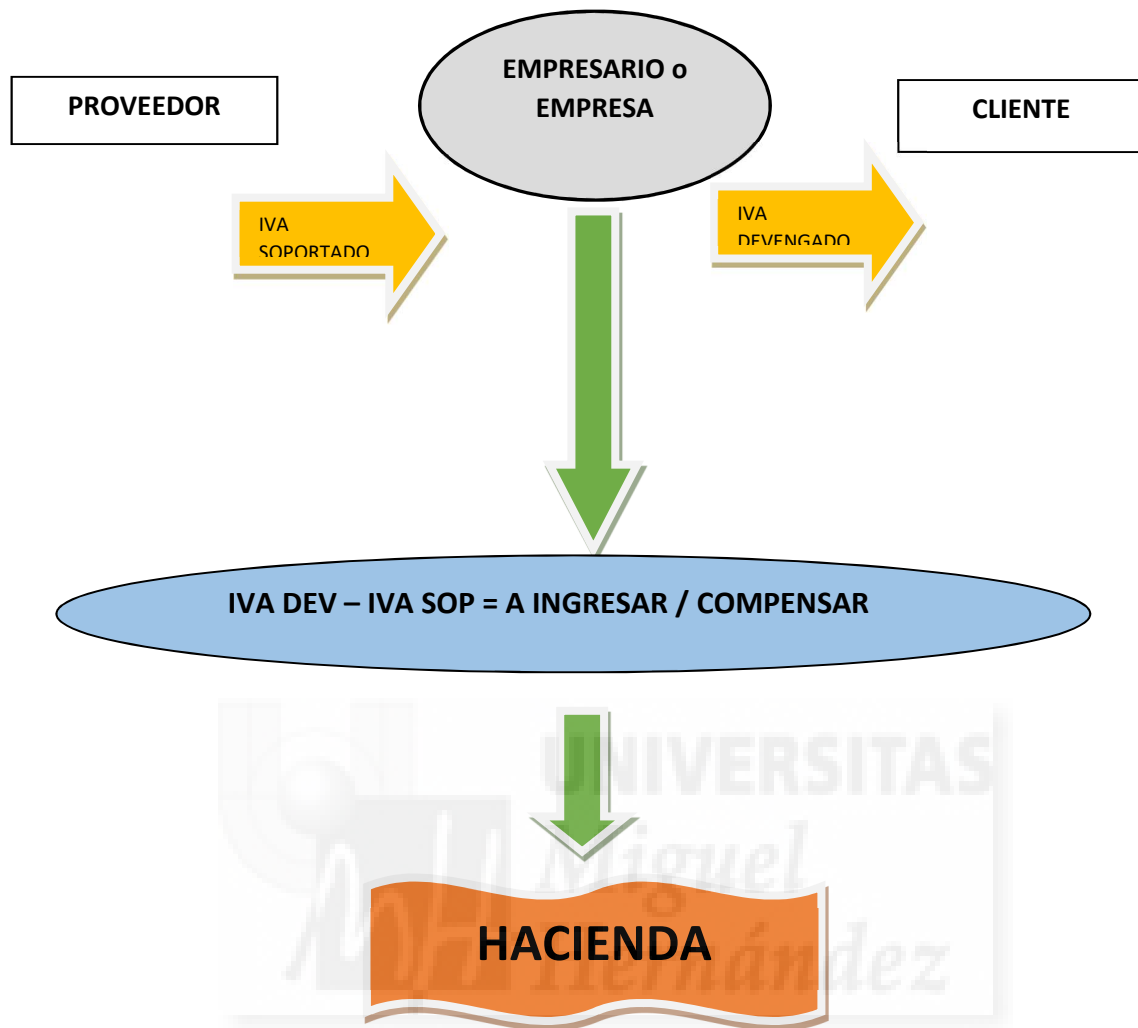 PROVEEDOR
EMPRESARIO o
EMPRESA
CLIENTE
IVA
SOPORTADO
IVA
DEVENGADO
IVA DEV – IVA SOP = A INGRESAR / COMPENSAR
UNIVERSITAS
Miguel
Hernández
HACIENDA